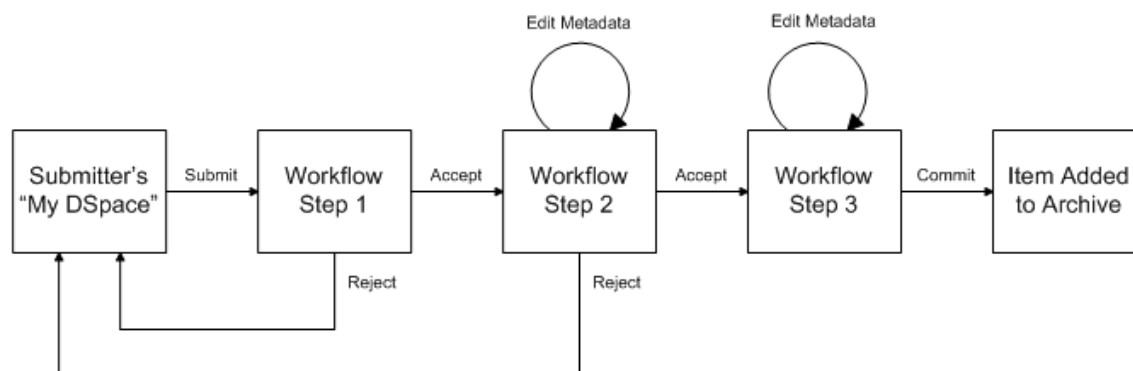 Edit Metadata
Edit Metadata
Submitter's
“My DSpace”
Submit
Workflow
Step 1
Accept
Workflow
Step 2
Accept
Workflow
Step 3
Commit
Item Added
to Archive
Reject
Reject